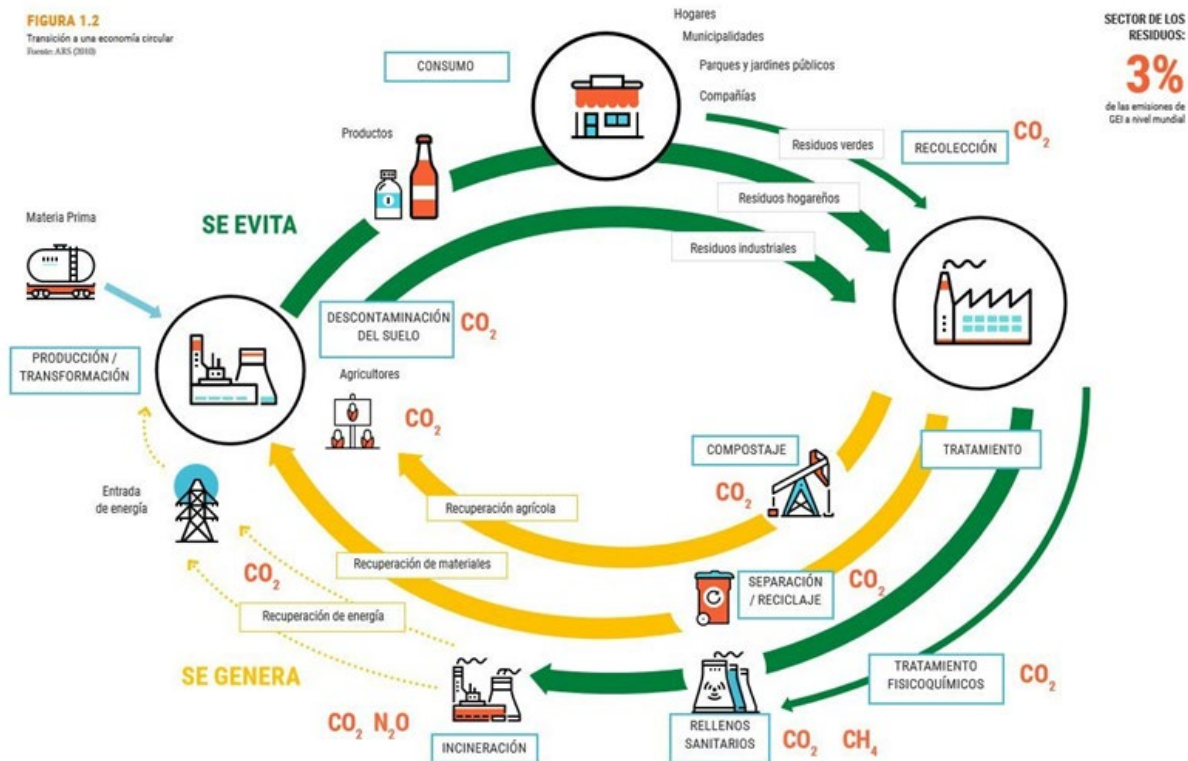 FIGURA 1.2
Transición a una economía circular
Fuente: ARS (2010)
SECTOR DE LOS
RESIDUOS:
3%
de las emisiones de
GEI a nivel mundial
Hogares
Municipalidades
Parques y jardines públicos
Compañías
CONSUMO
Productos
Residuos verdes
RECOLECCIÓN
CO₂
Residuos hogareños
Residuos industriales
SE EVITA
Materia Prima
PRODUCCIÓN /
TRANSFORMACIÓN
DESCONTAMINACIÓN
DEL SUELO
CO₂
Agricultores
CO₂
COMPOSTAJE
CO₂
TRATAMIENTO
Entrada
de energía
Recuperación agrícola
Recuperación de materiales
CO₂
Recuperación de energía
SEPARACIÓN
/ RECICLAJE
CO₂
SE GENERA
TRATAMIENTO
FISICOQUÍMICOS
CO₂
CO₂ N₂O
INCINERACIÓN
RELLENOS
SANITARIOS
CO₂ CH₄